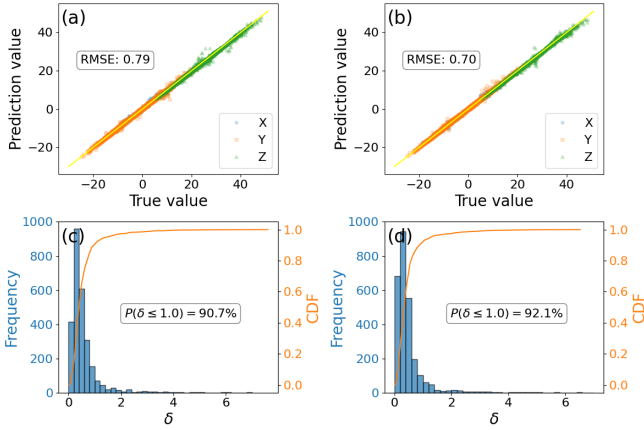 (a)
RMSE: 0.79
X
Y
Z
Prediction value
40
20
0
−20
−20
0
20
40
True value
(b)
RMSE: 0.70
X
Y
Z
Prediction value
40
20
0
−20
−20
0
20
40
True value
(c)
P(δ ≤ 1.0) = 90.7%
Frequency
1000
800
600
400
200
0
0
2
4
6
δ
1.0
0.8
0.6
0.4
0.2
0.0
CDF
(d)
P(δ ≤ 1.0) = 92.1%
Frequency
1000
800
600
400
200
0
0
2
4
6
δ
1.0
0.8
0.6
0.4
0.2
0.0
CDF